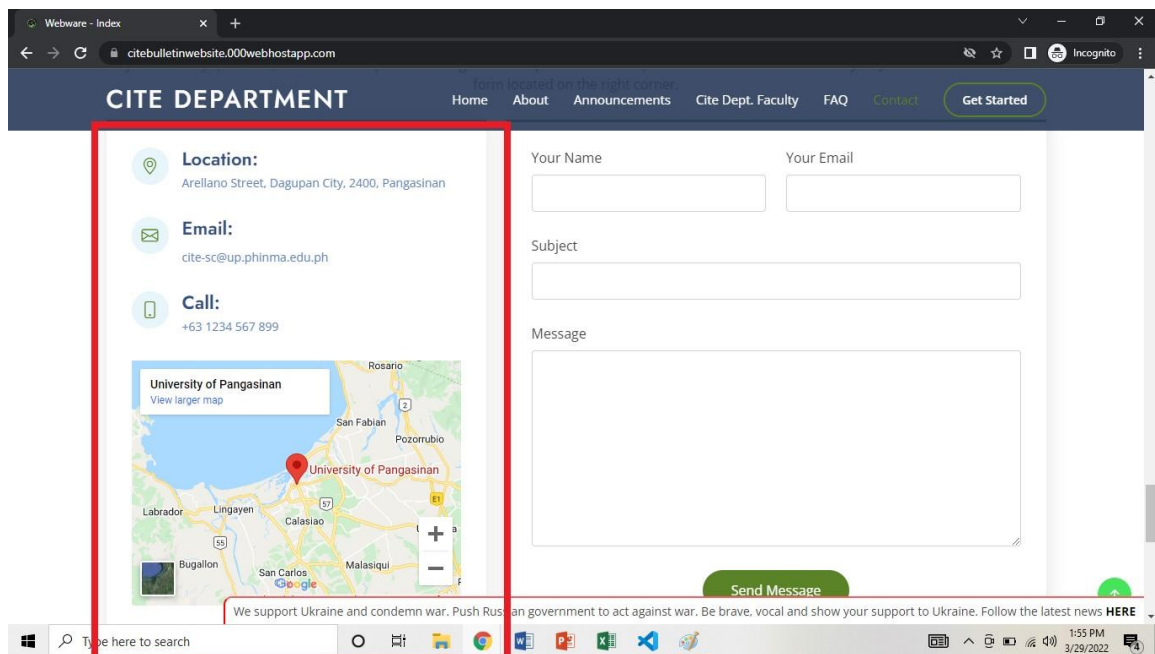 Webware - Index
citebulletinwebsite.000webhostapp.com
Incognito
form located on the right corner.
CITE DEPARTMENT
Home About Announcements Cite Dept. Faculty FAQ Contact Get Started
Location:
Arellano Street, Dagupan City, 2400, Pangasinan
Email:
cite-sc@up.phinma.edu.ph
Call:
+63 1234 567 899
University of Pangasinan
View larger map
Rosario
2
San Fabian
Pozorrubio
University of Pangasinan
E1
57
Labrador
Lingayen
Calasiao
55
Bugallon
San Carlos
Malasiqui
Google
Your Name
Your Email
Subject
Message
Send Message
We support Ukraine and condemn war. Push Russian government to act against war. Be brave, vocal and show your support to Ukraine. Follow the latest news HERE
Type here to search
1:55 PM
3/29/2022
4